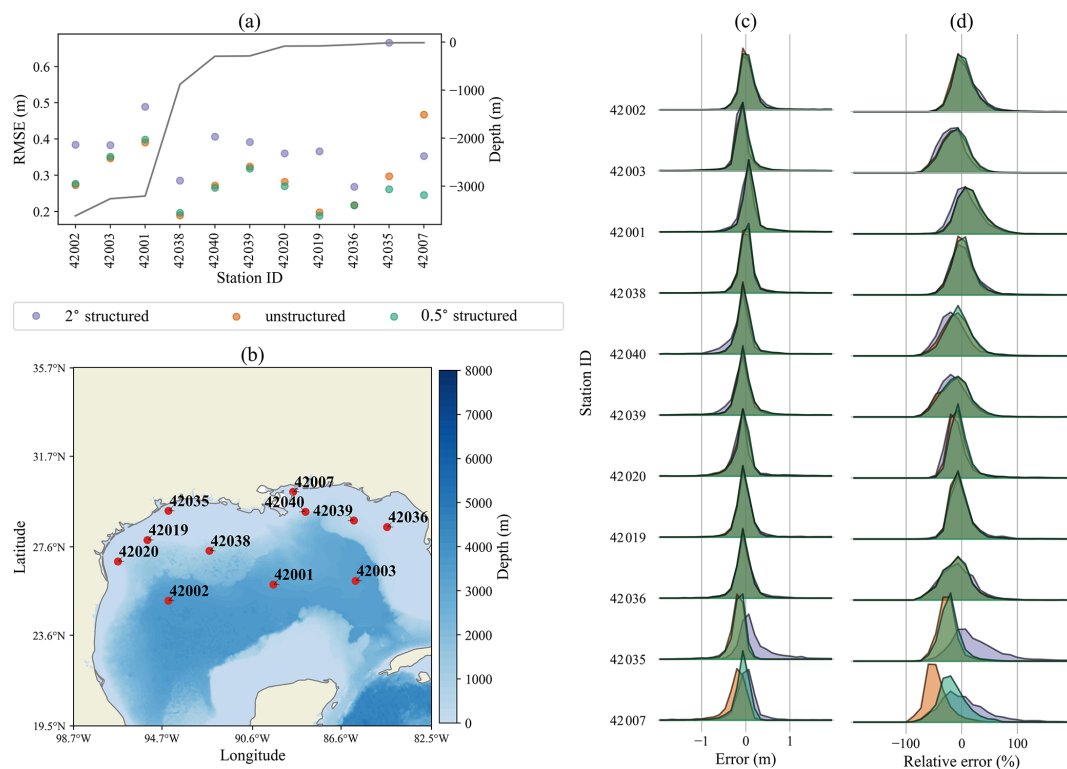 (a)
RMSE (m)
0.6
0.5
0.4
0.3
0.2
0
−1000
−2000
−3000
Depth (m)
42002
42003
42001
42038
42040
42039
42020
42019
42036
42035
42007
Station ID
2° structured
unstructured
0.5° structured
(b)
35.7°N
31.7°N
27.6°N
23.6°N
19.5°N
Latitude
42007
42035
42040
42039
42036
42019
42038
42020
42001
42003
42002
98.7°W
94.7°W
90.6°W
86.6°W
82.5°W
Longitude
8000
7000
6000
5000
4000
3000
2000
1000
0
Depth (m)
(c)
(d)
Station ID
42002
42003
42001
42038
42040
42039
42020
42019
42036
42035
42007
−1
0
1
Error (m)
−100
0
100
Relative error (%)